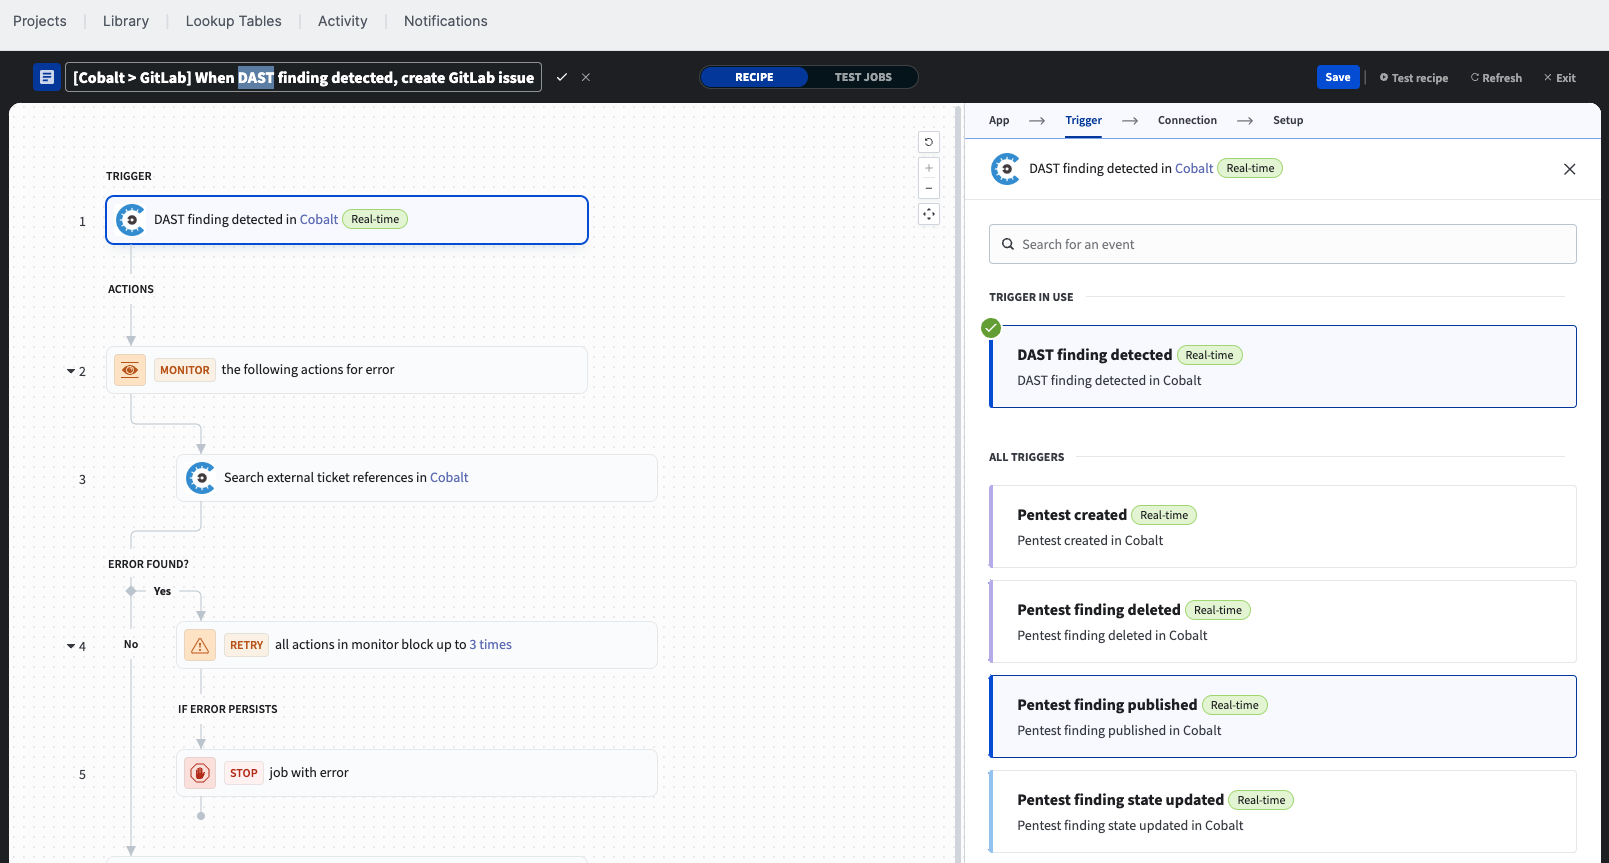 Projects
Library
Lookup Tables
Activity
Notifications
[Cobalt > GitLab] When DAST finding detected, create GitLab issue
RECIPE
TEST JOBS
Save
Test recipe
Refresh
Exit
TRIGGER
1
DAST finding detected in Cobalt Real-time
ACTIONS
2
MONITOR the following actions for error
3
Search external ticket references in Cobalt
ERROR FOUND?
Yes
No
4
RETRY all actions in monitor block up to 3 times
IF ERROR PERSISTS
5
STOP job with error
App
Trigger
Connection
Setup
DAST finding detected in Cobalt Real-time
Search for an event
TRIGGER IN USE
DAST finding detected Real-time
DAST finding detected in Cobalt
ALL TRIGGERS
Pentest created Real-time
Pentest created in Cobalt
Pentest finding deleted Real-time
Pentest finding deleted in Cobalt
Pentest finding published Real-time
Pentest finding published in Cobalt
Pentest finding state updated Real-time
Pentest finding state updated in Cobalt